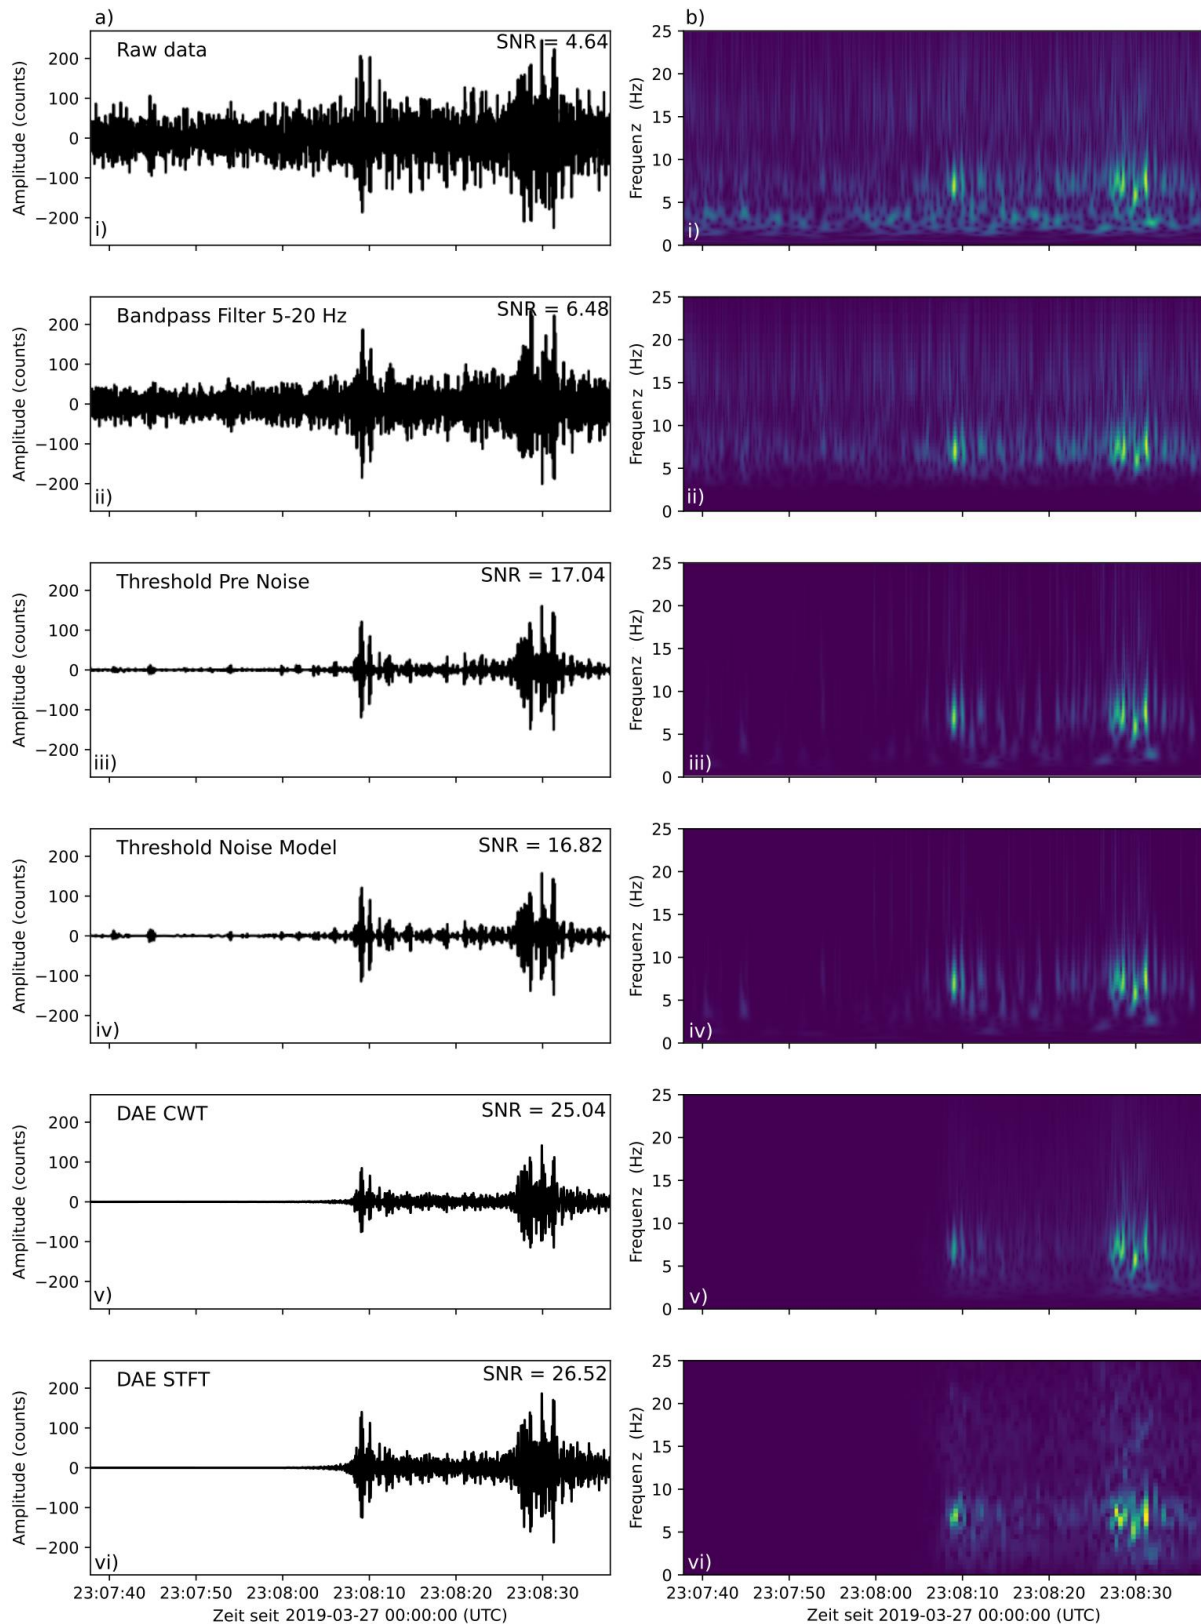 a)
b)
Raw data
SNR = 4.64
Amplitude (counts)
200
100
0
−100
−200
i)
Frequenz (Hz)
25
20
15
10
5
0
i)
Bandpass Filter 5-20 Hz
SNR = 6.48
Amplitude (counts)
200
100
0
−100
−200
ii)
Frequenz (Hz)
25
20
15
10
5
0
ii)
Threshold Pre Noise
SNR = 17.04
Amplitude (counts)
200
100
0
−100
−200
iii)
Frequenz (Hz)
25
20
15
10
5
0
iii)
Threshold Noise Model
SNR = 16.82
Amplitude (counts)
200
100
0
−100
−200
iv)
Frequenz (Hz)
25
20
15
10
5
0
iv)
DAE CWT
SNR = 25.04
Amplitude (counts)
200
100
0
−100
−200
v)
Frequenz (Hz)
25
20
15
10
5
0
v)
DAE STFT
SNR = 26.52
Amplitude (counts)
200
100
0
−100
−200
vi)
Frequenz (Hz)
25
20
15
10
5
0
vi)
23:07:40 23:07:50 23:08:00 23:08:10 23:08:20 23:08:30
Zeit seit 2019-03-27 00:00:00 (UTC)
23:07:40 23:07:50 23:08:00 23:08:10 23:08:20 23:08:30
Zeit seit 2019-03-27 00:00:00 (UTC)